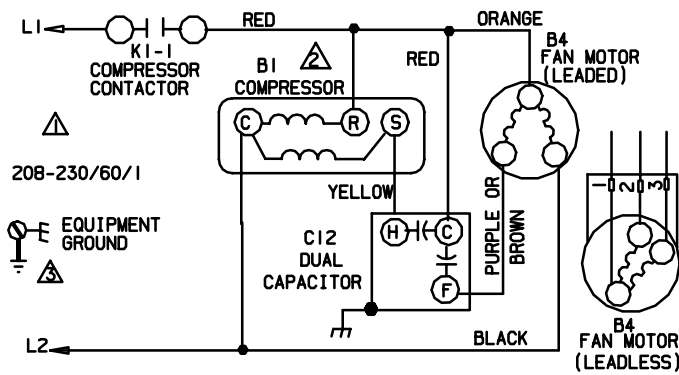 L1
RED
ORANGE
K1-1
COMPRESSOR
CONTACTOR
B1
2
COMPRESSOR
RED
B4
FAN MOTOR
(LEADED)
C
R
S
1
208-230/60/1
YELLOW
EQUIPMENT
GROUND
3
C12
DUAL
CAPACITOR
H
C
F
PURPLE OR
BROWN
1
2
3
L2
BLACK
B4
FAN MOTOR
(LEADLESS)